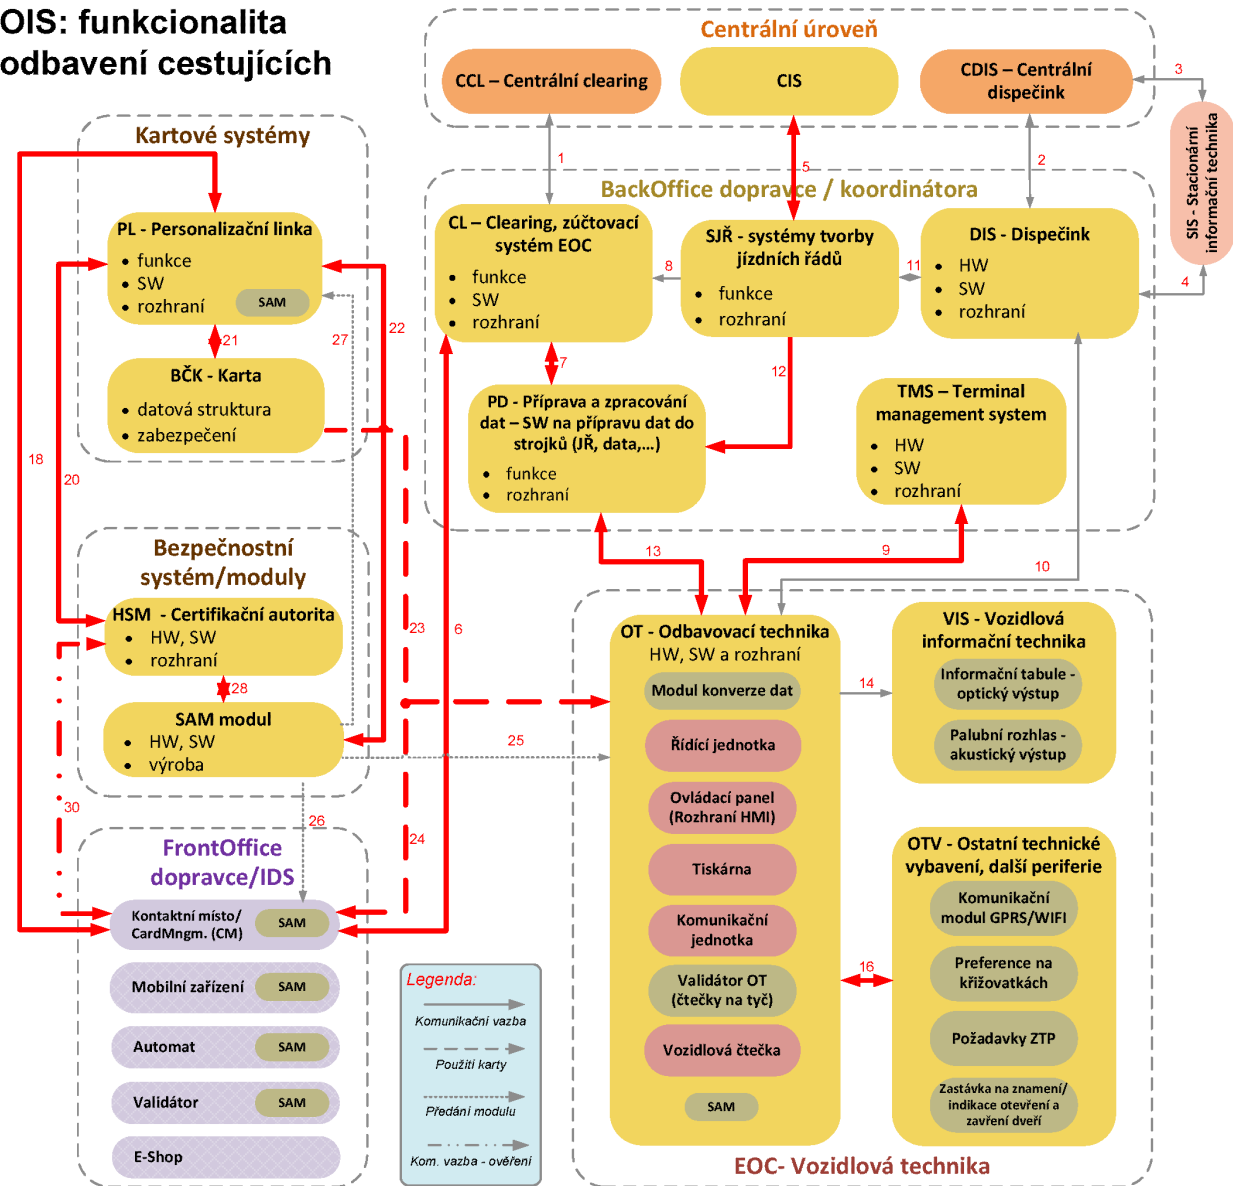 OIS: funkcionalita
odbavení cestujících
Centrální úroveň
CCL – Centrální clearing
CIS
CDIS – Centrální
dispečink
3
SIS - Stacionární
informační technika
4
1
5
2
Kartové systémy
PL - Personalizační linka
• funkce
• SW
• rozhraní
SAM
21
27
22
BČK - Karta
• datová struktura
• zabezpečení
18
20
BackOffice dopravce / koordinátora
CL – Clearing, zúčtovací
systém EOC
• funkce
• SW
• rozhraní
8
SJŘ - systémy tvorby
jízdních řádů
• funkce
• rozhraní
11
DIS - Dispečink
• HW
• SW
• rozhraní
7
12
PD - Příprava a zpracování
dat – SW na přípravu dat do
strojků (JŘ, data,...)
• funkce
• rozhraní
TMS – Terminal
management system
• HW
• SW
• rozhraní
13
9
10
Bezpečnostní
systém/moduly
HSM - Certifikační autorita
• HW, SW
• rozhraní
28
SAM modul
• HW, SW
• výroba
23
6
25
26
30
24
FrontOffice
dopravce/IDS
Kontaktní místo/
CardMngm. (CM)
SAM
Mobilní zařízení
SAM
Automat
SAM
Validátor
SAM
E-Shop
Legenda:
Komunikační vazba
Použití karty
Předání modulu
Kom. vazba - ověření
OT - Odbavovací technika
HW, SW a rozhraní
Modul konverze dat
Řídící jednotka
Ovládací panel
(Rozhraní HMI)
Tiskárna
Komunikační
jednotka
Validátor OT
(čtečky na tyč)
Vozidlová čtečka
SAM
14
16
VIS - Vozidlová
informační technika
Informační tabule -
optický výstup
Palubní rozhlas -
akustický výstup
OTV - Ostatní technické
vybavení, další periferie
Komunikační
modul GPRS/WIFI
Preference na
křižovatkách
Požadavky ZTP
Zastávka na znamení/
indikace otevření a
zavření dveří
EOC- Vozidlová technika